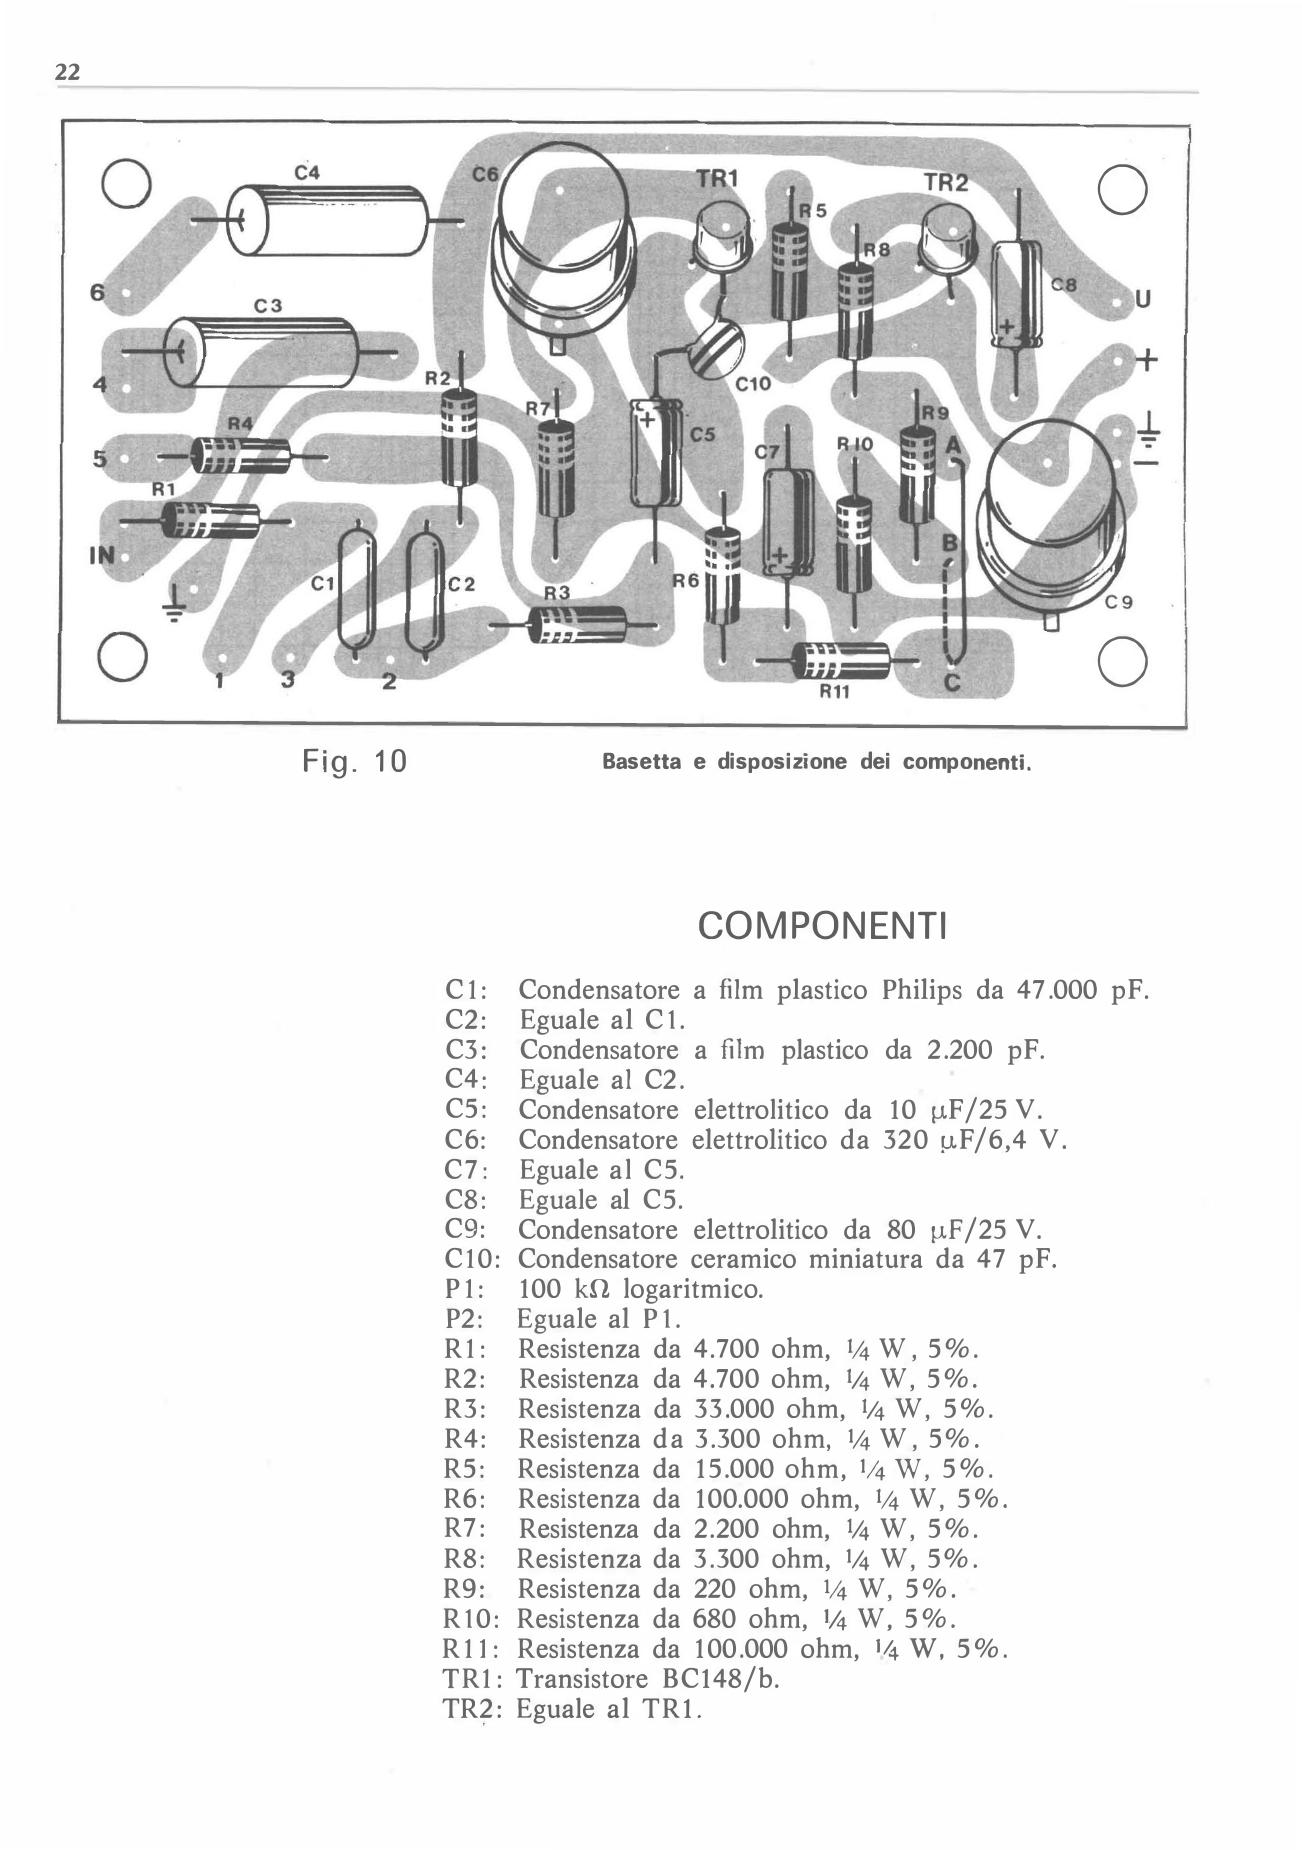 22
C4
C6
TR1
TR2
R5
R8
C8
6
C3
U
+
4
R2
C10
R7
R4
C5
R9
5
C7
R10
A
R1
B
IN
C1
C2
R6
R3
C9
1
3
2
R11
C
Fig. 10
Basetta e disposizione dei componenti.
COMPONENTI
C1: Condensatore a film plastico Philips da 47.000 pF.
C2: Eguale al C1.
C3: Condensatore a film plastico da 2.200 pF.
C4: Eguale al C2.
C5: Condensatore elettrolitico da 10 µF/25 V.
C6: Condensatore elettrolitico da 320 µF/6,4 V.
C7: Eguale al C5.
C8: Eguale al C5.
C9: Condensatore elettrolitico da 80 µF/25 V.
C10: Condensatore ceramico miniatura da 47 pF.
P1: 100 kΩ logaritmico.
P2: Eguale al P1.
R1: Resistenza da 4.700 ohm, ¼ W, 5%.
R2: Resistenza da 4.700 ohm, ¼ W, 5%.
R3: Resistenza da 33.000 ohm, ¼ W, 5%.
R4: Resistenza da 3.300 ohm, ¼ W, 5%.
R5: Resistenza da 15.000 ohm, ¼ W, 5%.
R6: Resistenza da 100.000 ohm, ¼ W, 5%.
R7: Resistenza da 2.200 ohm, ¼ W, 5%.
R8: Resistenza da 3.300 ohm, ¼ W, 5%.
R9: Resistenza da 220 ohm, ¼ W, 5%.
R10: Resistenza da 680 ohm, ¼ W, 5%.
R11: Resistenza da 100.000 ohm, ¼ W, 5%.
TR1: Transistore BC148/b.
TR2: Eguale al TR1.